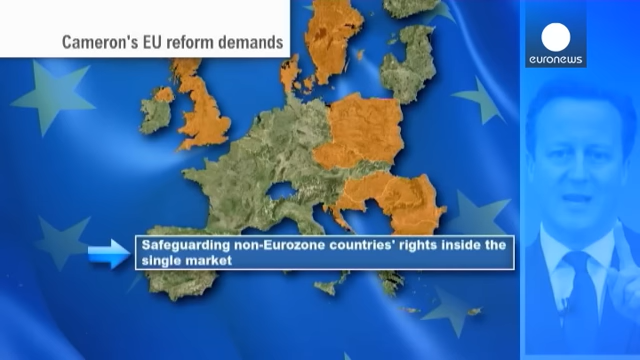 Cameron's EU reform demands
euronews
Safeguarding non-Eurozone countries' rights inside the
single market